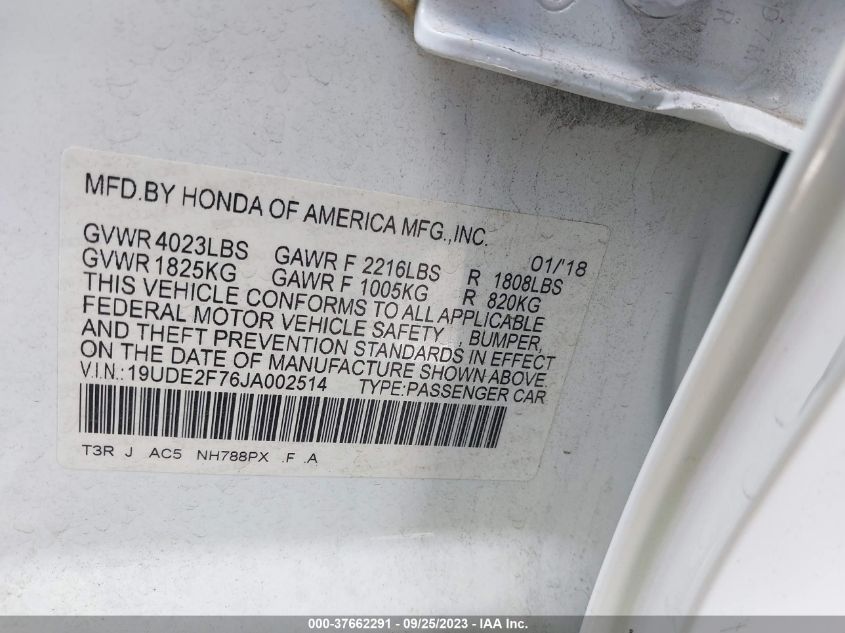 MFD.BY HONDA OF AMERICA MFG.,INC.
01/'18
GVWR 4023LBS GAWR F 2216LBS R 1808LBS
GVWR 1825KG GAWR F 1005KG R 820KG
THIS VEHICLE CONFORMS TO ALL APPLICABLE
FEDERAL MOTOR VEHICLE SAFETY , BUMPER,
AND THEFT PREVENTION STANDARDS IN EFFECT
ON THE DATE OF MANUFACTURE SHOWN ABOVE.
V.I.N.:19UDE2F76JA002514 TYPE:PASSENGER CAR
T3R J AC5 NH788PX .F .A
000-37662291 - 09/25/2023 - IAA Inc.